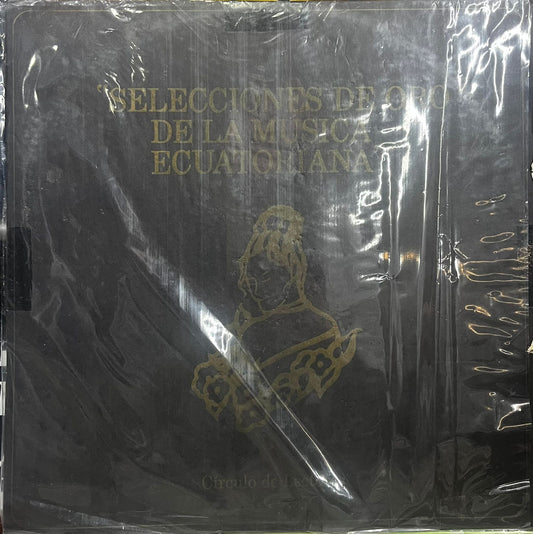 "SELECCIONES DE ORO
DE LA MUSICA
ECUATORIANA"
Círculo de